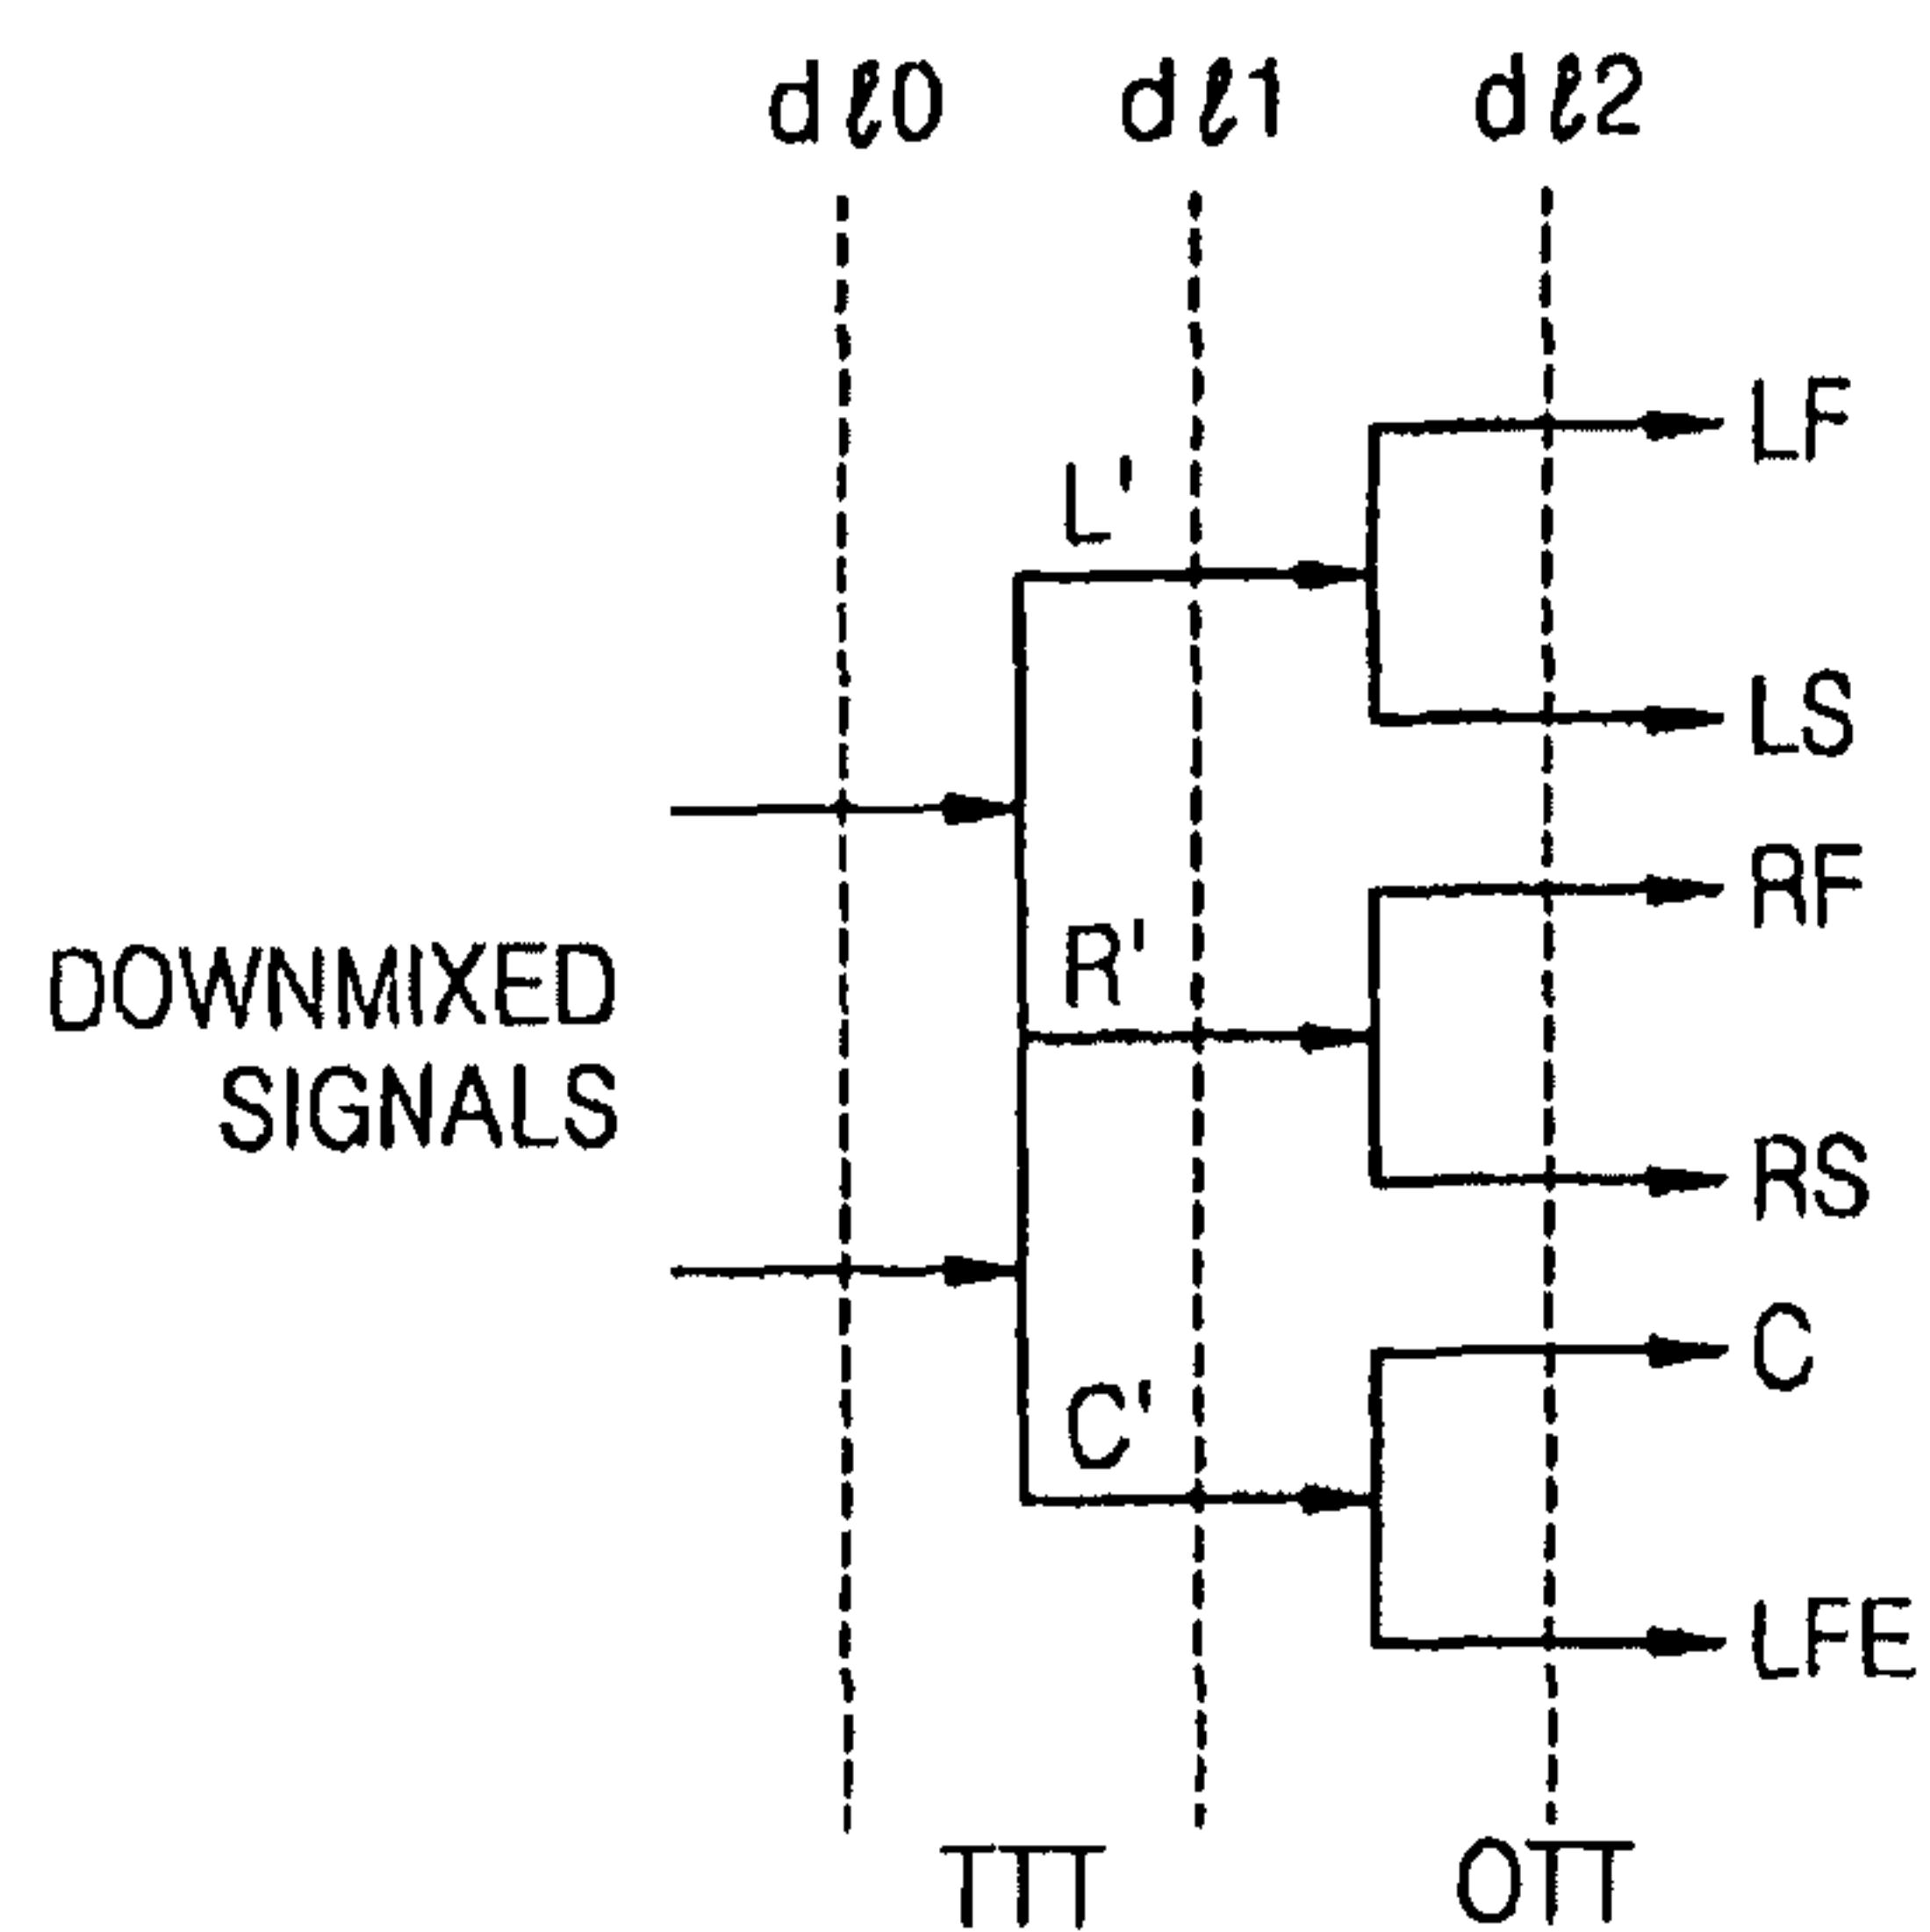 dℓ0 dℓ1 dℓ2
LF
L'
LS
RF
R'
DOWNMIXED
SIGNALS
RS
C
C'
LFE
TTT OTT